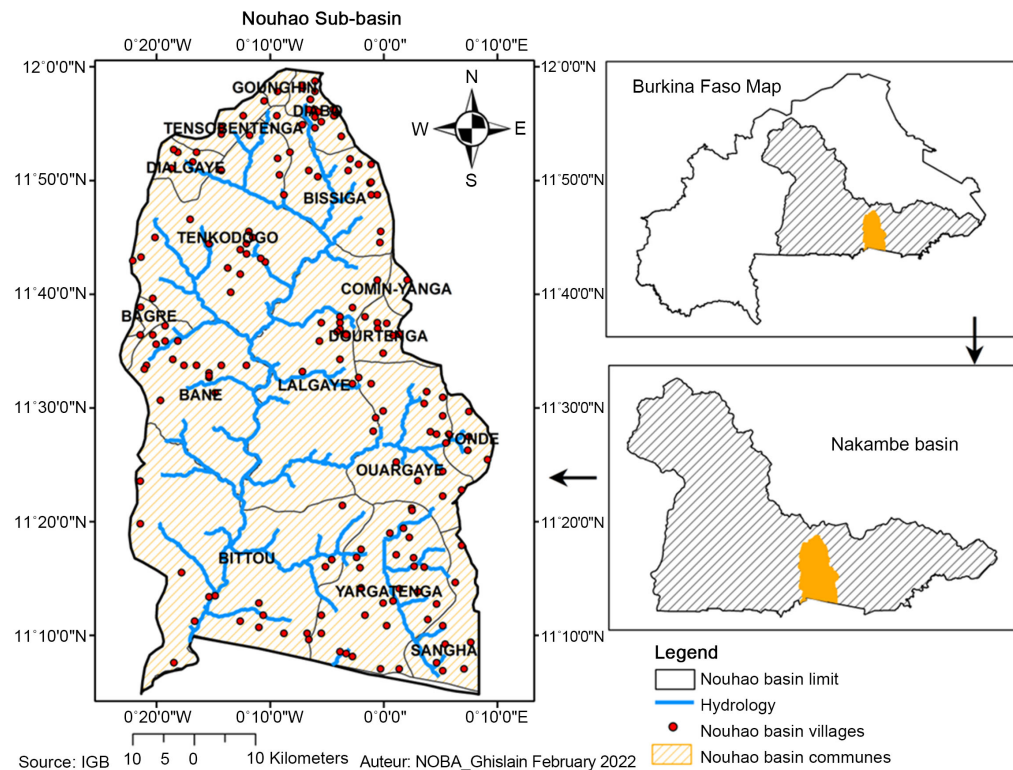 Nouhao Sub-basin
0°20'0"W 0°10'0"W 0°0'0" 0°10'0"E
12°0'0"N 12°0'0"N
11°50'0"N 11°50'0"N
11°40'0"N 11°40'0"N
11°30'0"N 11°30'0"N
11°20'0"N 11°20'0"N
11°10'0"N 11°10'0"N
N
W E
S
GOUNGHIN
DIABO
TENSOBENTENGA
DIALGAYE
BISSIGA
TENKODOGO
COMIN-YANGA
BAGRE
DOURTENGA
LALGAYE
BANE
YONDE
OUARGAYE
BITTOU
YARGATENGA
SANGHA
0°20'0"W 0°10'0"W 0°0'0" 0°10'0"E
Burkina Faso Map
Nakambe basin
Legend
Nouhao basin limit
Hydrology
Nouhao basin villages
Nouhao basin communes
Source: IGB 10 5 0 10 Kilometers Auteur: NOBA_Ghislain February 2022